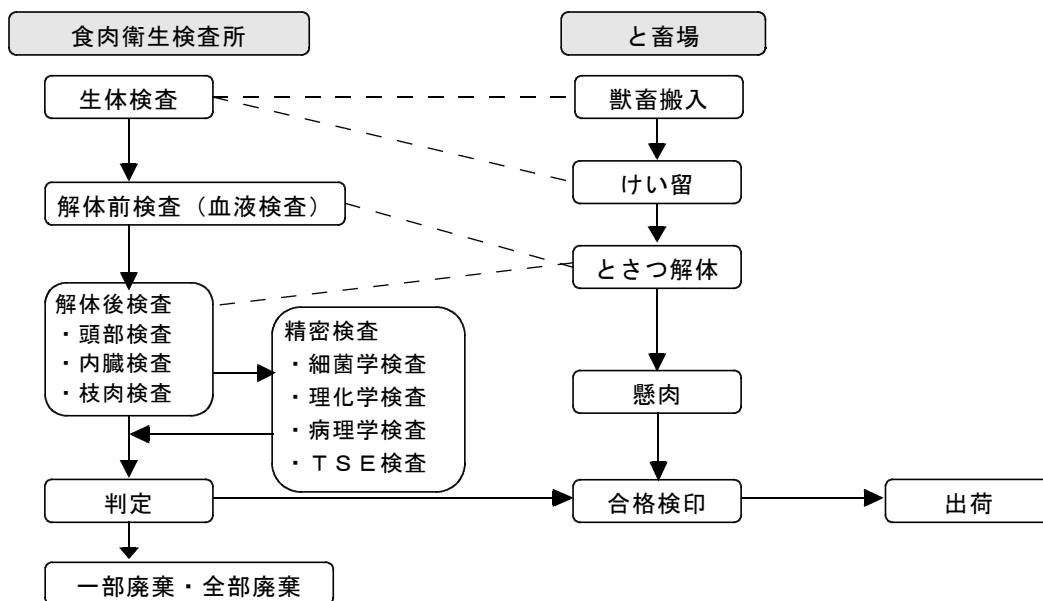 食肉衛生検査所
と畜場
生体検査
獣畜搬入
けい留
解体前検査（血液検査）
とさつ解体
解体後検査
・頭部検査
・内臓検査
・枝肉検査
精密検査
・細菌学検査
・理化学検査
・病理学検査
・ＴＳＥ検査
懸肉
判定
合格検印
出荷
一部廃棄・全部廃棄